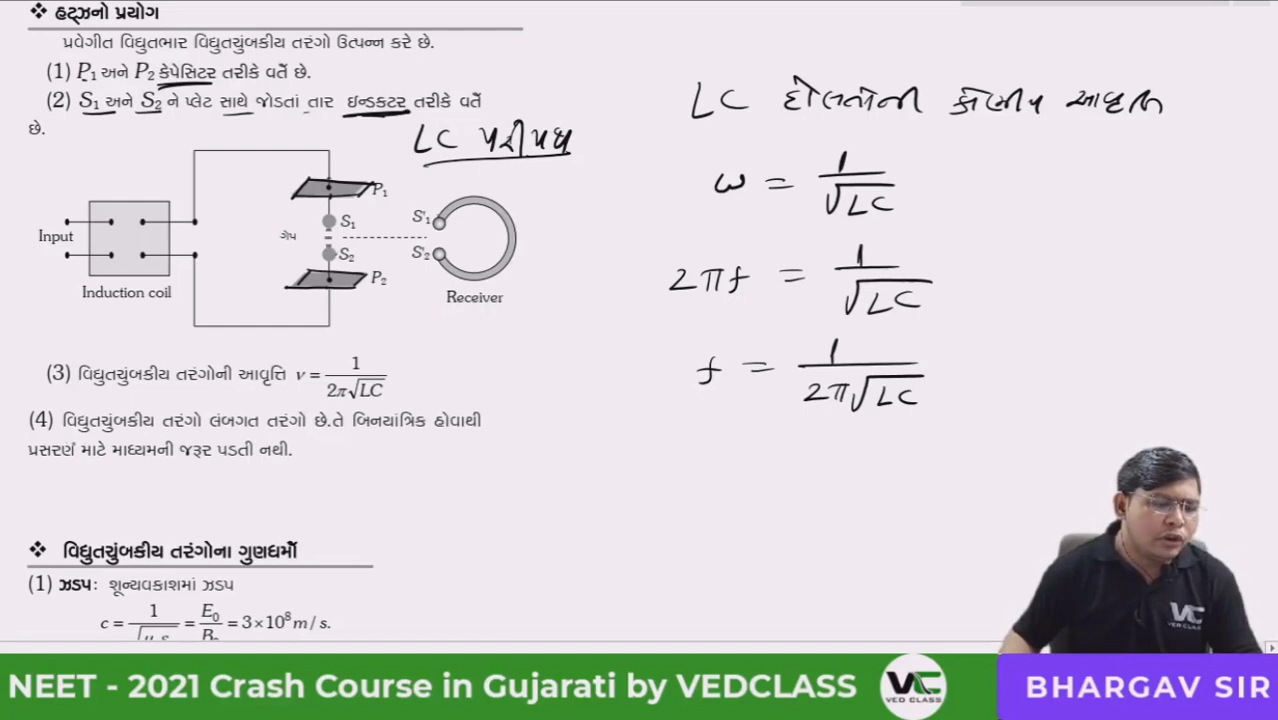 ❖ હર્ટ્ઝનો પ્રયોગ
પ્રવેગીત વિદ્યુતભાર વિદ્યુતચુંબકીય તરંગો ઉત્પન્ન કરે છે.
(1) P₁ અને P₂ કેપેસિટર તરીકે વર્તે છે.
(2) S₁ અને S₂ ને પ્લેટ સાથે જોડતાં તાર ઇન્ડક્ટર તરીકે વર્તે
છે.
LC પરીપથ
P₁
S₁
S'₁
Input
ગેપ
S₂
S'₂
P₂
Induction coil
Receiver
(3) વિદ્યુતચુંબકીય તરંગોની આવૃત્તિ ν = 1 / 2π√LC
(4) વિદ્યુતચુંબકીય તરંગો લંબગત તરંગો છે.તે બિનયાંત્રિક હોવાથી
પ્રસરણ માટે માધ્યમની જરૂર પડતી નથી.
❖ વિદ્યુતચુંબકીય તરંગોના ગુણધર્મો
(1) ઝડપઃ શૂન્યવકાશમાં ઝડપ
c = 1 / √μ ε = E₀ / B₀ = 3×10⁸ m / s.
LC દોલનોની કોણીય આવૃતિ
ω = 1 / √LC
2πf = 1 / √LC
f = 1 / 2π√LC
VC
NEET - 2021 Crash Course in Gujarati by VEDCLASS
VC
VED CLASS
BHARGAV SIR